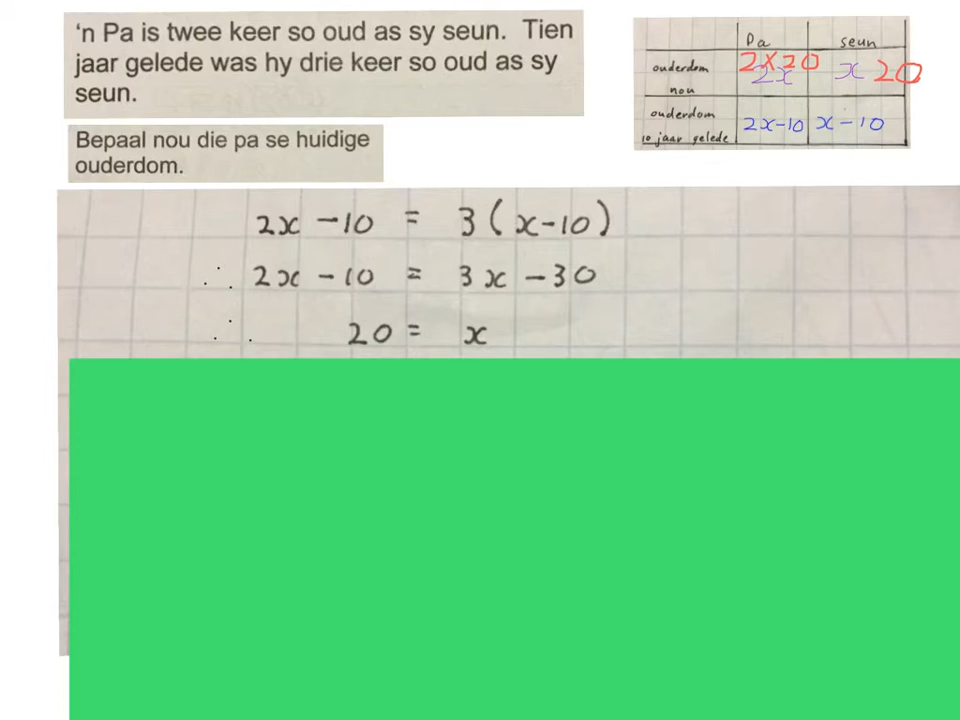 ‘n Pa is twee keer so oud as sy seun. Tien
jaar gelede was hy drie keer so oud as sy
seun.
Bepaal nou die pa se huidige
ouderdom.
Pa seun
ouderdom nou 2x x
2×20 20
ouderdom 10 jaar gelede 2x-10 x-10
2x - 10 = 3(x-10)
∴ 2x - 10 = 3x - 30
∴ 20 = x